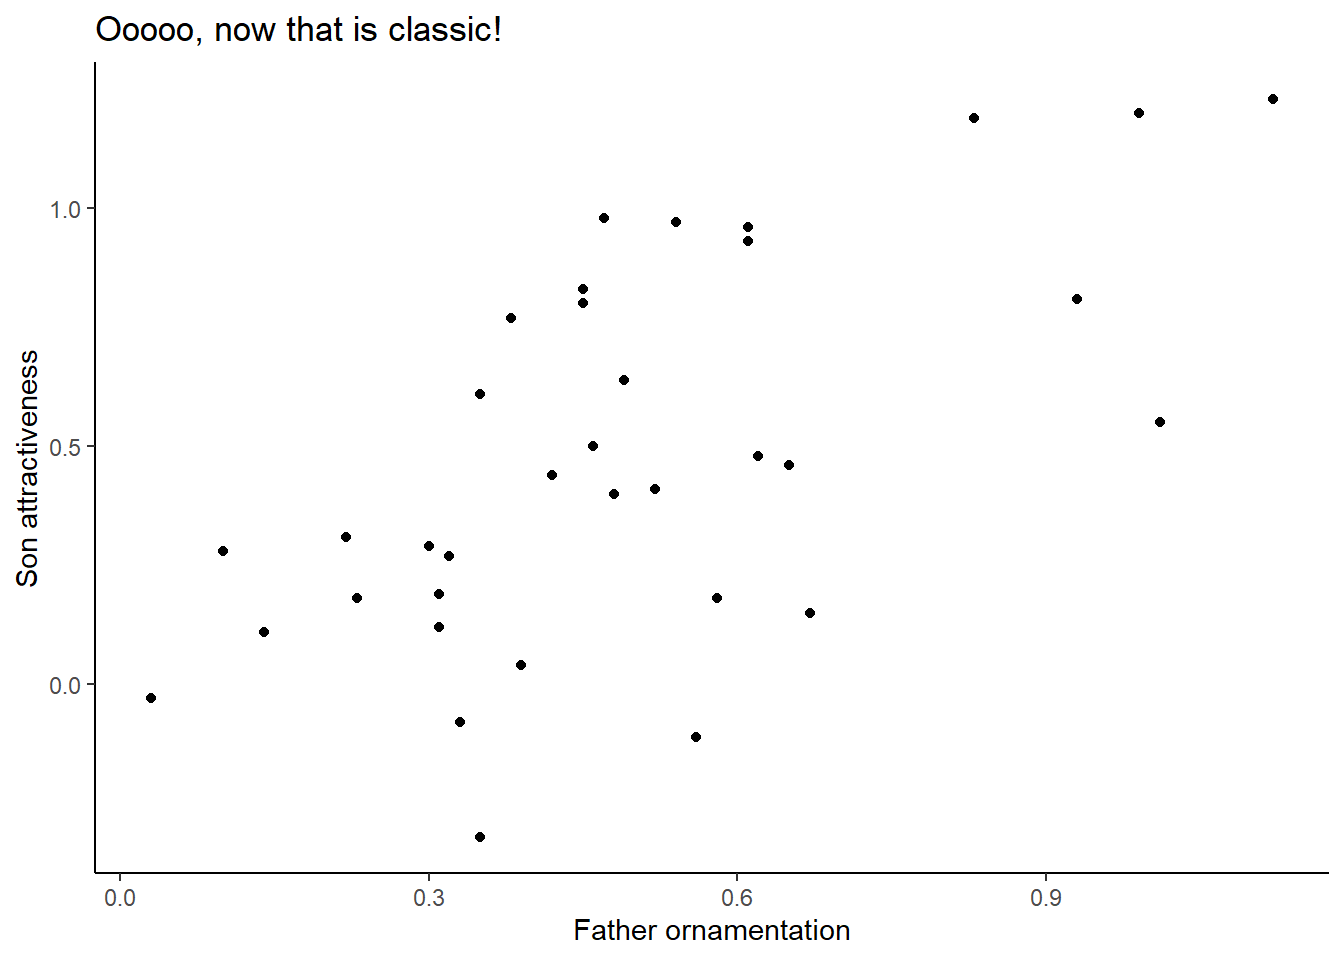 Ooooo, now that is classic!
1.0
0.5
0.0
Son attractiveness
0.0 0.3 0.6 0.9
Father ornamentation